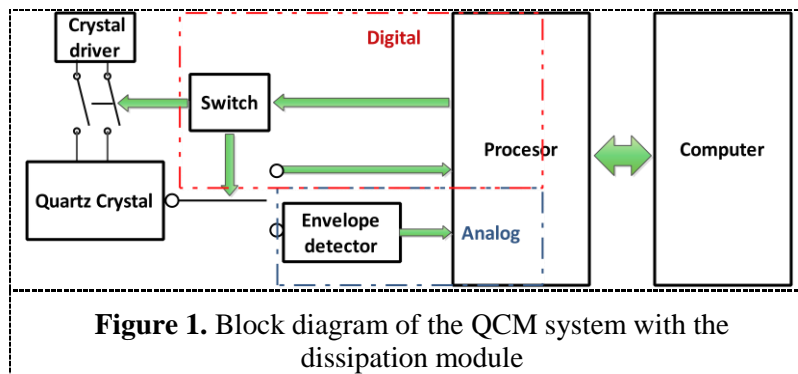 Crystal
driver
Digital
Switch
Procesor
Computer
Quartz Crystal
Envelope
detector
Analog
Figure 1. Block diagram of the QCM system with the
dissipation module